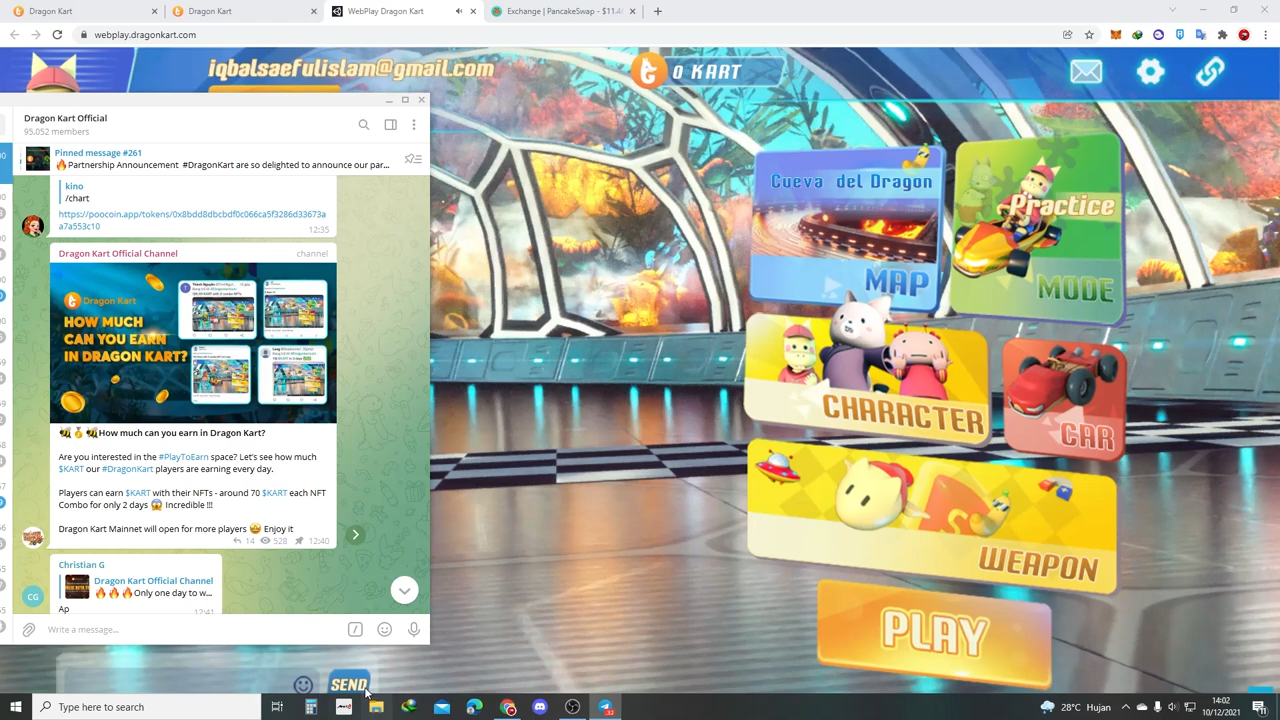 Dragon Kart
Dragon Kart
WebPlay Dragon Kart
Exchange | PancakeSwap - $11.4
webplay.dragonkart.com
iqbalsaefulislam@gmail.com
0 KART
Dragon Kart Official
95,052 members
Pinned message #261
🔥Partnership Announcement #DragonKart are so delighted to announce our par...
kino
/chart
https://poocoin.app/tokens/0x8bdd8dbcbdf0c066ca5f3286d33673a
a7a553c10
12:35
Dragon Kart Official Channel
channel
Dragon Kart
HOW MUCH
CAN YOU EARN
IN DRAGON KART?
🐝🏅🐝How much can you earn in Dragon Kart?
Are you interested in the #PlayToEarn space? Let's see how much
$KART our #DragonKart players are earning every day.
Players can earn $KART with their NFTs - around 70 $KART each NFT
Combo for only 2 days 😱 Incredible !!!
Dragon Kart Mainnet will open for more players 🤩 Enjoy it
14 528 12:40
Christian G
Dragon Kart Official Channel
🔥🔥🔥Only one day to w...
Ap
12:41
CG
Write a message...
SEND
Cueva del Dragon
MAP
Practice
MODE
CHARACTER
CAR
WEAPON
PLAY
Type here to search
28°C Hujan
14:02
10/12/2021